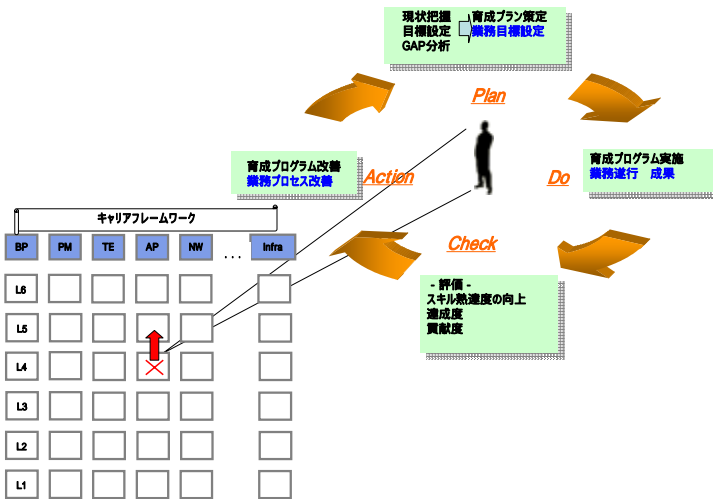 現状把握 育成プラン策定
目標設定 業務目標設定
GAP分析
Plan
育成プログラム改善
業務プロセス改善
Action
Do
育成プログラム実施
業務遂行 成果
Check
- 評価 -
スキル熟達度の向上
達成度
貢献度
キャリアフレームワーク
BP PM TE AP NW ... Infra
L6
L5
L4
L3
L2
L1